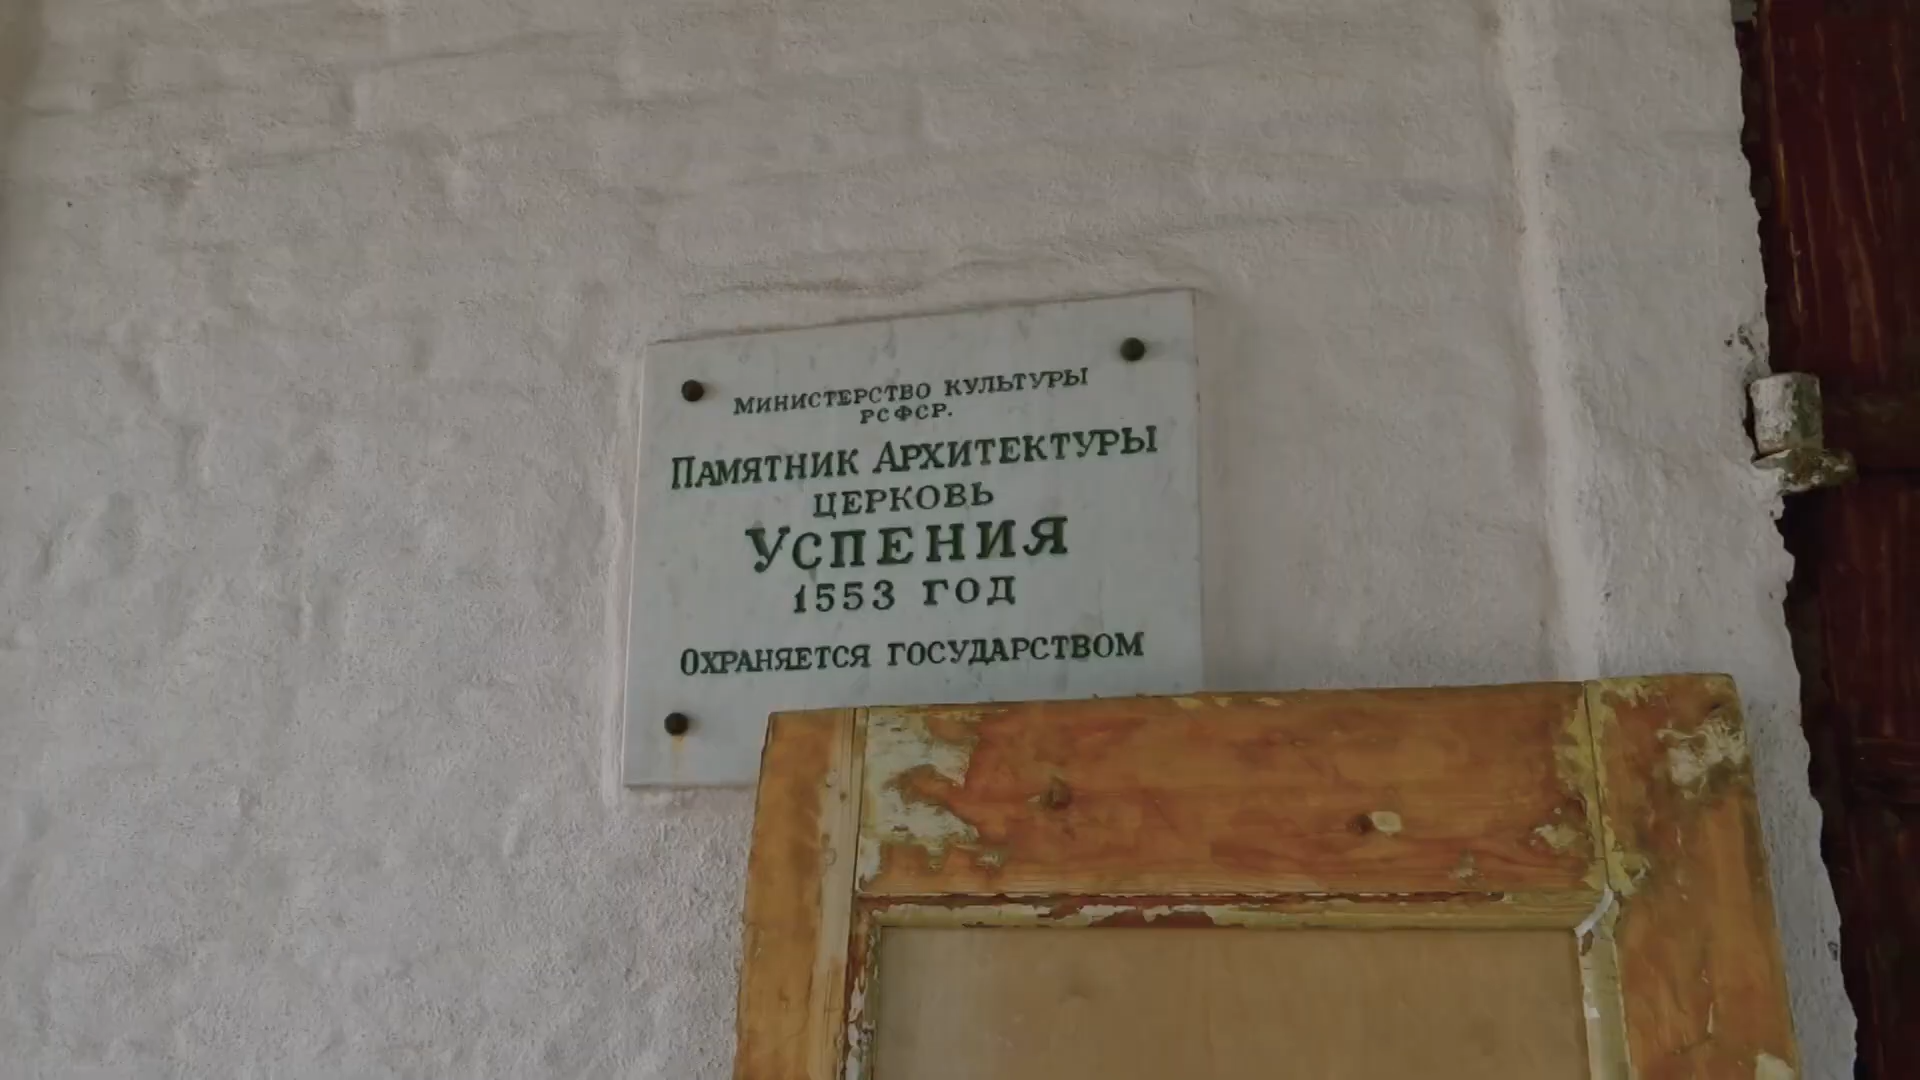 МИНИСТЕРСТВО КУЛЬТУРЫ
РСФСР.
ПАМЯТНИК АРХИТЕКТУРЫ
ЦЕРКОВЬ
УСПЕНИЯ
1553 ГОД
ОХРАНЯЕТСЯ ГОСУДАРСТВОМ